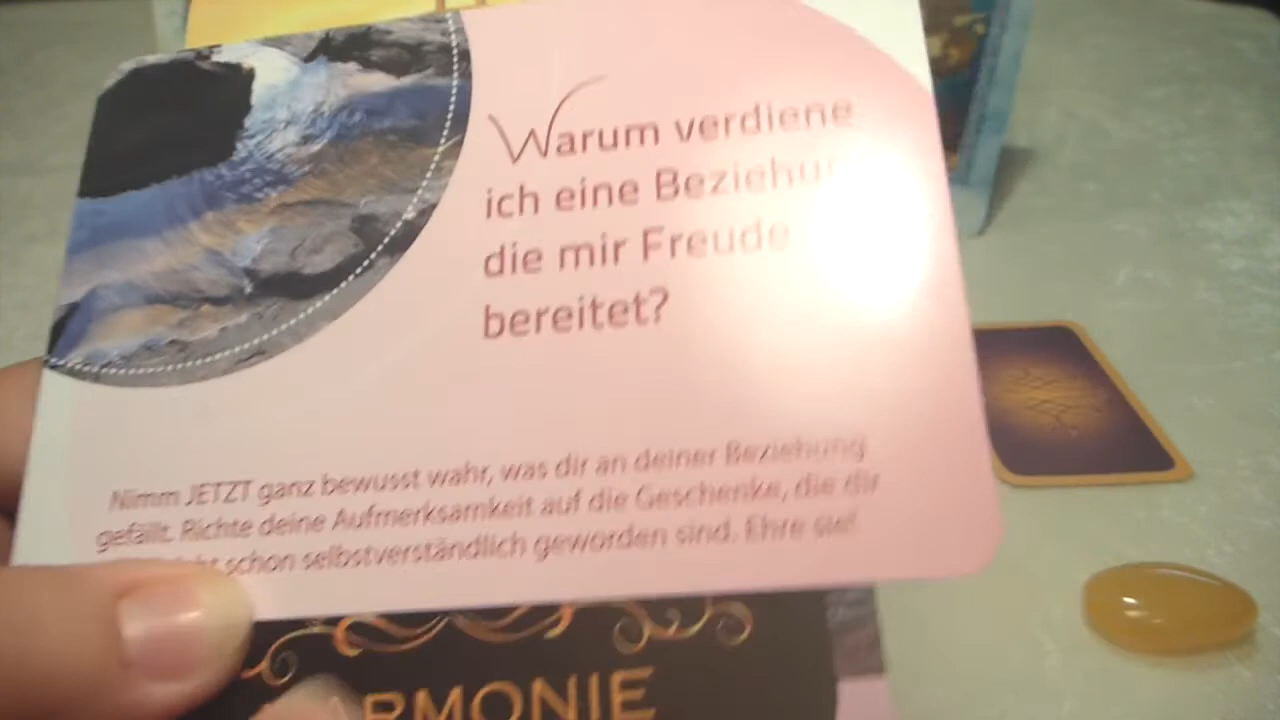 Warum verdiene
ich eine Beziehu
die mir Freude
bereitet?
Nimm JETZT ganz bewusst wahr, was dir an deiner Beziehung
gefällt. Richte deine Aufmerksamkeit auf die Geschenke, die dir
schon selbstverständlich geworden sind. Ehre sie!
ARMONIE